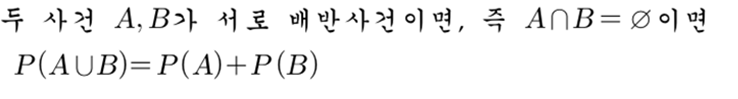 두 사건 A, B가 서로 배반사건이면, 즉 A∩B=∅이면
P(A∪B)=P(A)+P(B)